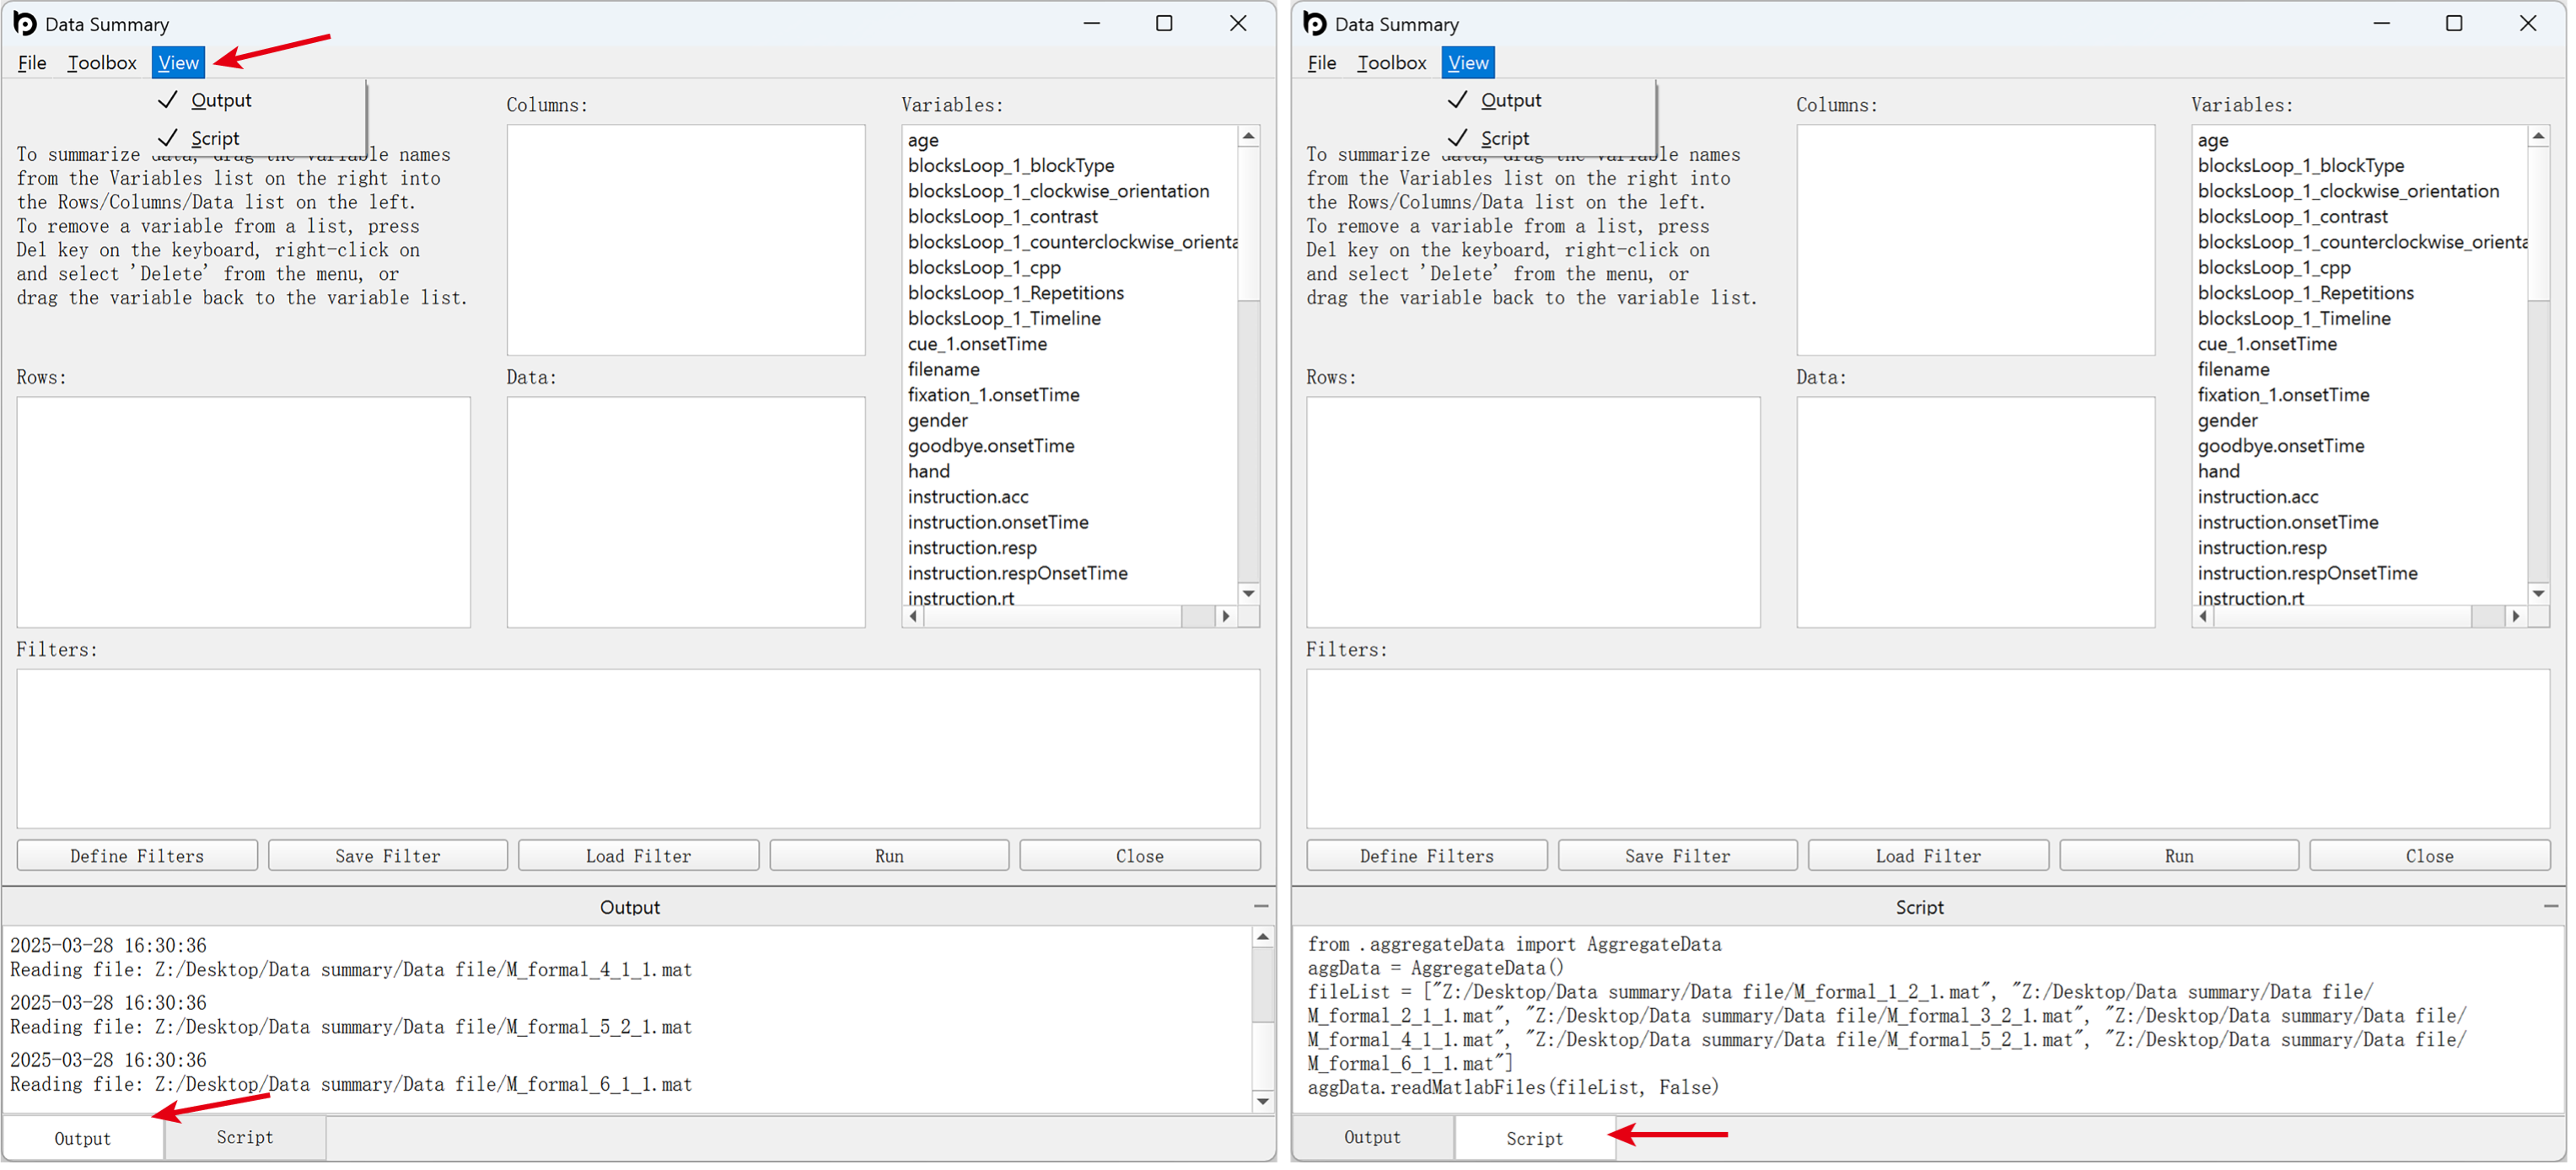 Data Summary
File Toolbox View
Output
Script
To summarize data, drag the variable names
from the Variables list on the right into
the Rows/Columns/Data list on the left.
To remove a variable from a list, press
Del key on the keyboard, right-click on
and select 'Delete' from the menu, or
drag the variable back to the variable list.
Columns:
Variables:
age
blocksLoop_1_blockType
blocksLoop_1_clockwise_orientation
blocksLoop_1_contrast
blocksLoop_1_counterclockwise_orienta
blocksLoop_1_cpp
blocksLoop_1_Repetitions
blocksLoop_1_Timeline
cue_1.onsetTime
filename
fixation_1.onsetTime
gender
goodbye.onsetTime
hand
instruction.acc
instruction.onsetTime
instruction.resp
instruction.respOnsetTime
instruction.rt
Rows:
Data:
Filters:
Define Filters
Save Filter
Load Filter
Run
Close
Output
2025-03-28 16:30:36
Reading file: Z:/Desktop/Data summary/Data file/M_formal_4_1_1.mat
2025-03-28 16:30:36
Reading file: Z:/Desktop/Data summary/Data file/M_formal_5_2_1.mat
2025-03-28 16:30:36
Reading file: Z:/Desktop/Data summary/Data file/M_formal_6_1_1.mat
Output
Script
Data Summary
File Toolbox View
Output
Script
To summarize data, drag the variable names
from the Variables list on the right into
the Rows/Columns/Data list on the left.
To remove a variable from a list, press
Del key on the keyboard, right-click on
and select 'Delete' from the menu, or
drag the variable back to the variable list.
Columns:
Variables:
age
blocksLoop_1_blockType
blocksLoop_1_clockwise_orientation
blocksLoop_1_contrast
blocksLoop_1_counterclockwise_orienta
blocksLoop_1_cpp
blocksLoop_1_Repetitions
blocksLoop_1_Timeline
cue_1.onsetTime
filename
fixation_1.onsetTime
gender
goodbye.onsetTime
hand
instruction.acc
instruction.onsetTime
instruction.resp
instruction.respOnsetTime
instruction.rt
Rows:
Data:
Filters:
Define Filters
Save Filter
Load Filter
Run
Close
Script
from .aggregateData import AggregateData
aggData = AggregateData()
fileList = ["Z:/Desktop/Data summary/Data file/M_formal_1_2_1.mat", "Z:/Desktop/Data summary/Data file/
M_formal_2_1_1.mat", "Z:/Desktop/Data summary/Data file/M_formal_3_2_1.mat", "Z:/Desktop/Data summary/Data file/
M_formal_4_1_1.mat", "Z:/Desktop/Data summary/Data file/M_formal_5_2_1.mat", "Z:/Desktop/Data summary/Data file/
M_formal_6_1_1.mat"]
aggData.readMatlabFiles(fileList, False)
Output
Script